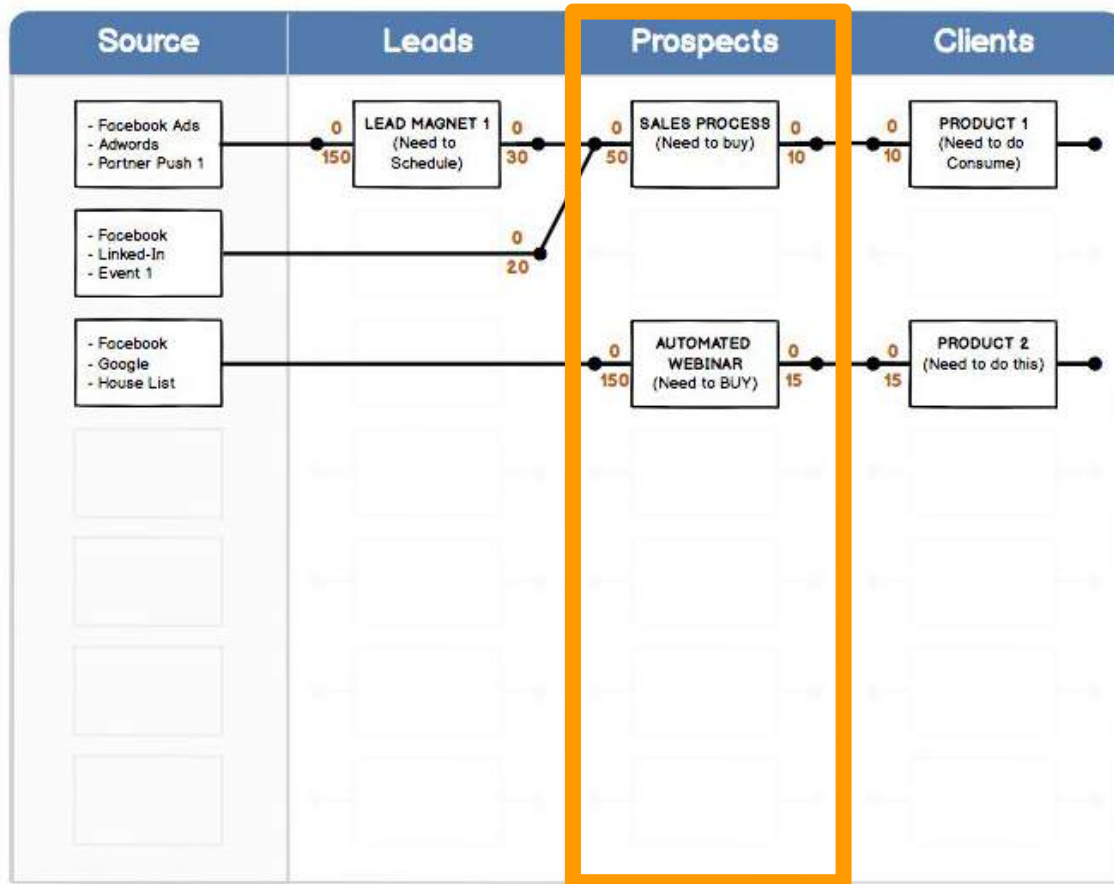 Source
Leads
Prospects
Clients
- Facebook Ads
- Adwords
- Partner Push 1
0
150
LEAD MAGNET 1
(Need to
Schedule)
0
30
0
50
SALES PROCESS
(Need to buy)
0
10
0
10
PRODUCT 1
(Need to do
Consume)
- Facebook
- Linked-In
- Event 1
0
20
- Facebook
- Google
- House List
0
150
AUTOMATED
WEBINAR
(Need to BUY)
0
15
0
15
PRODUCT 2
(Need to do this)